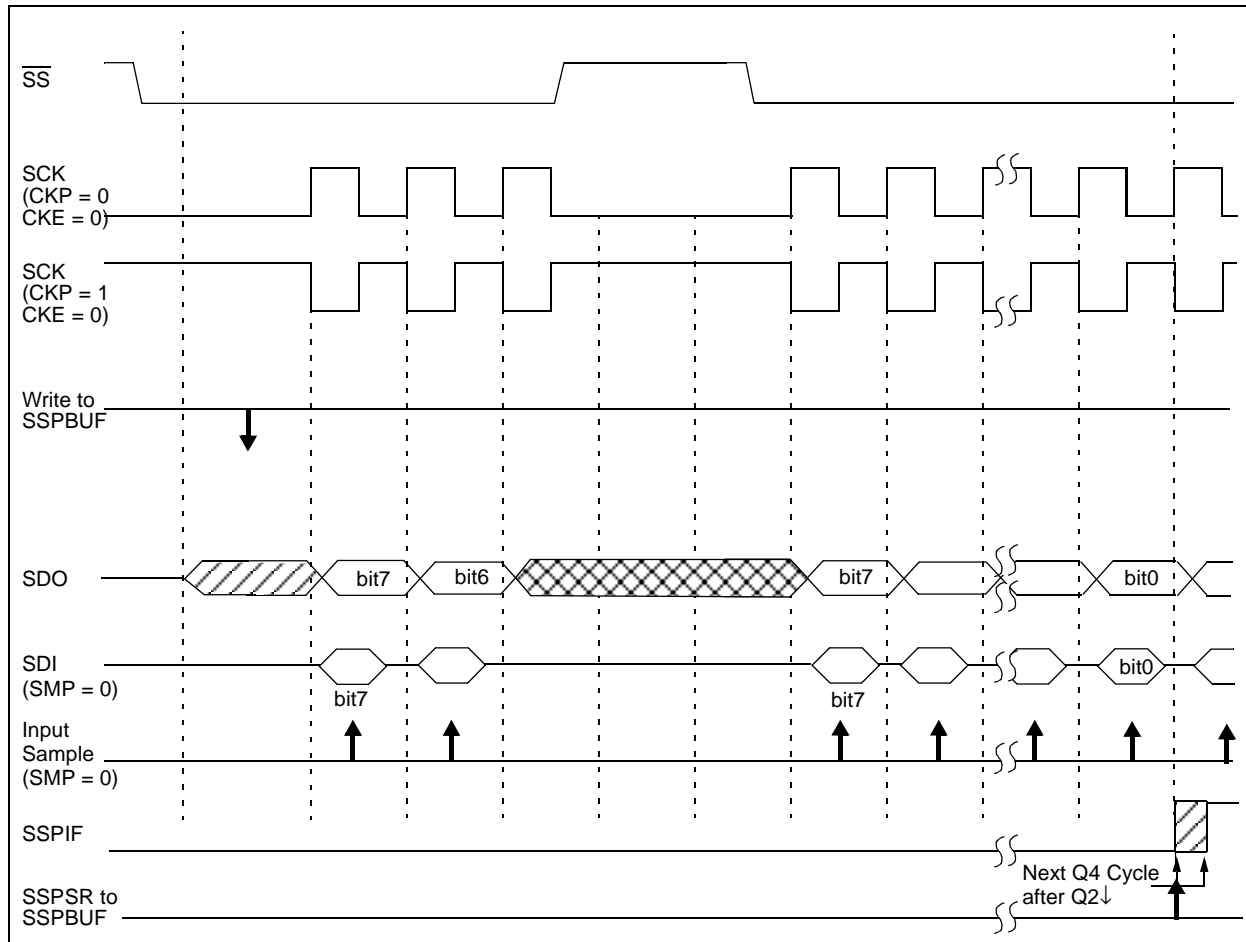 SS
SCK
(CKP = 0
CKE = 0)
SCK
(CKP = 1
CKE = 0)
Write to
SSPBUF
SDO
bit7
bit6
bit7
bit0
SDI
(SMP = 0)
bit7
bit7
bit0
Input
Sample
(SMP = 0)
SSPIF
Next Q4 Cycle
after Q2↓
SSPSR to
SSPBUF